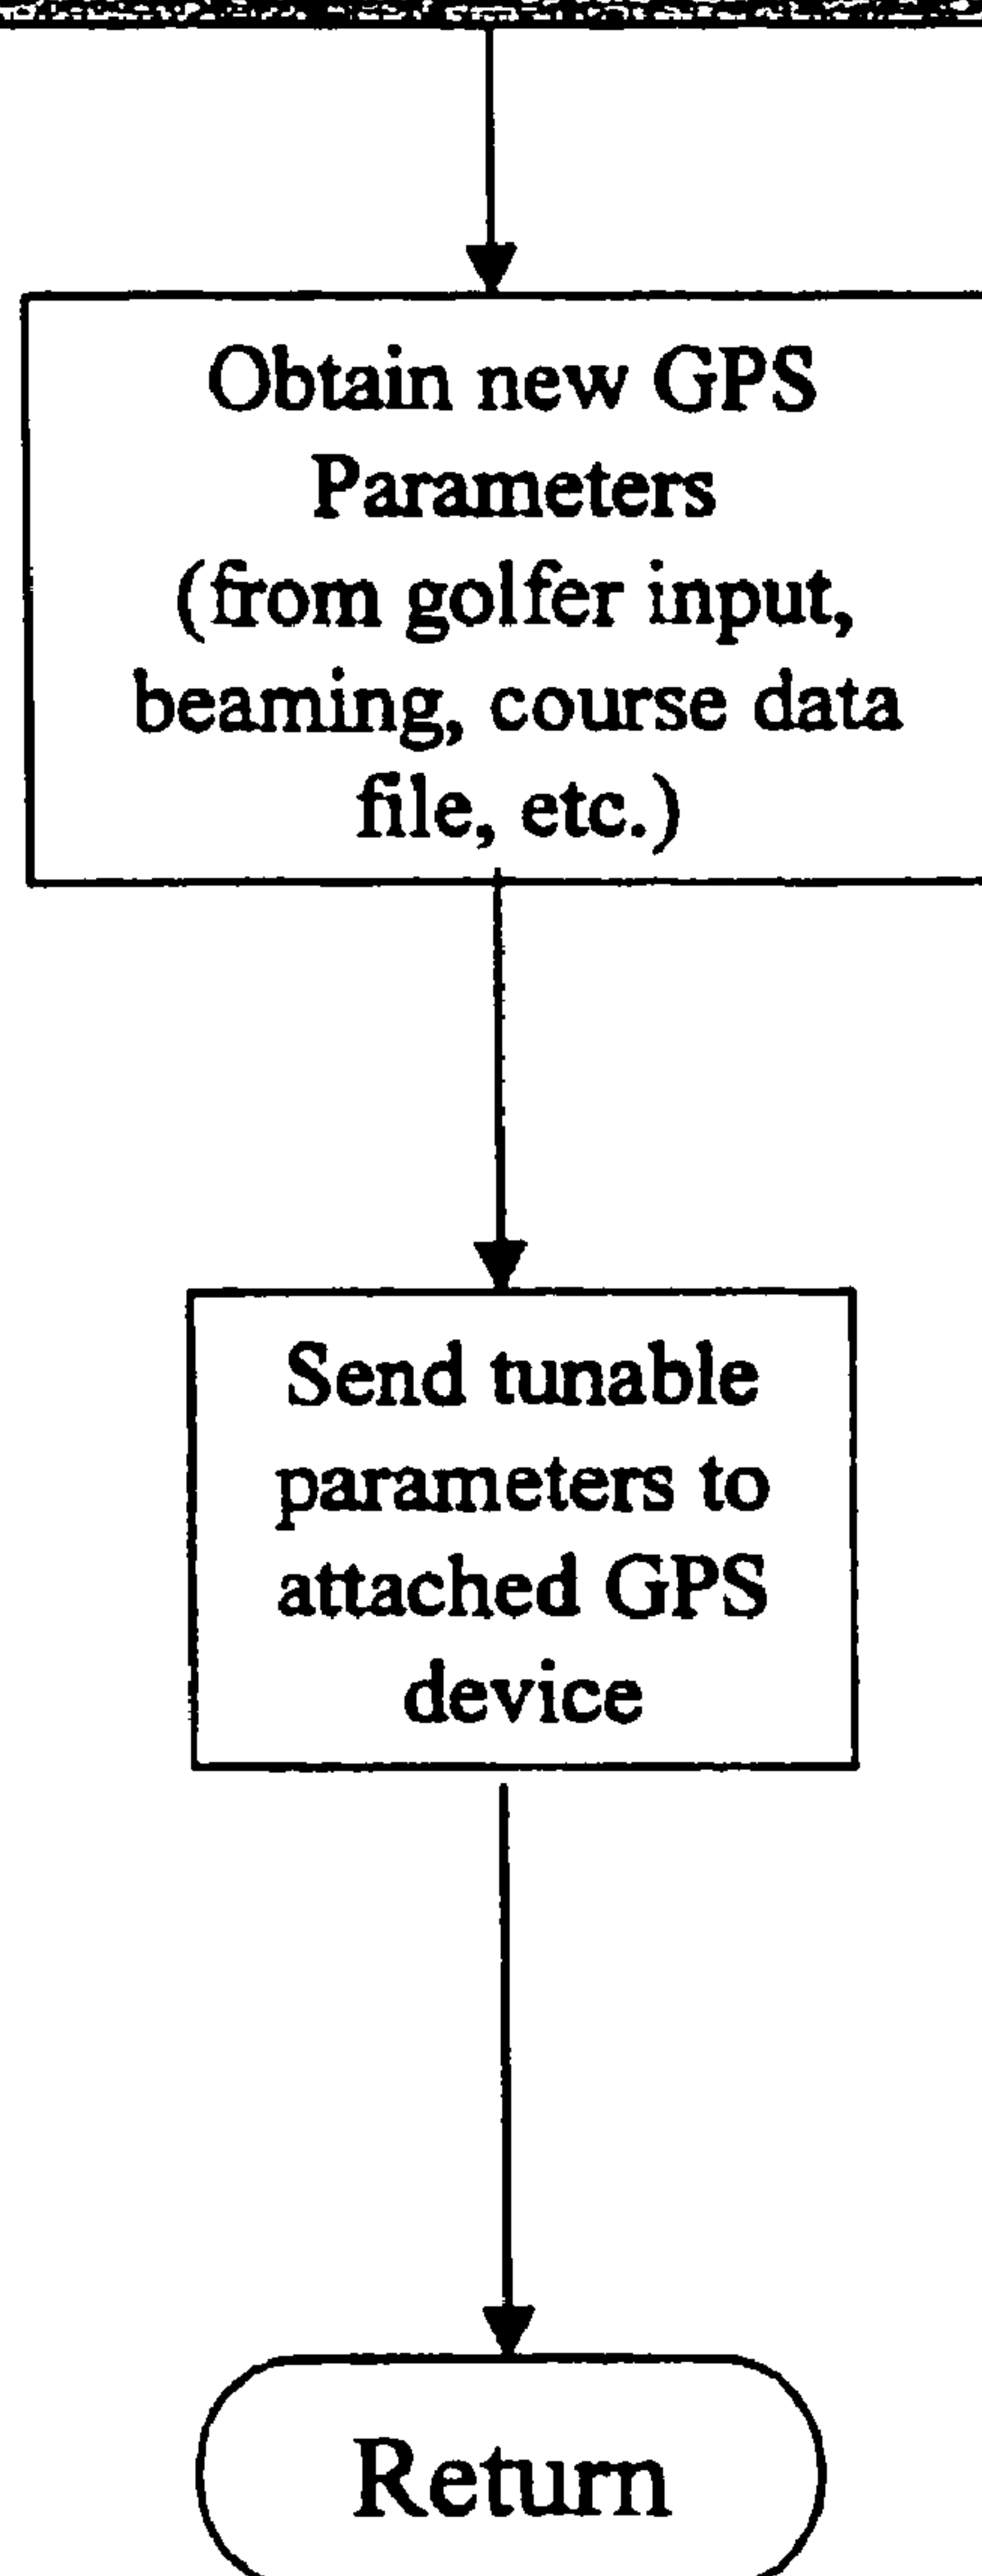 Obtain new GPS
Parameters
(from golfer input,
beaming, course data
file, etc.)
Send tunable
parameters to
attached GPS
device
Return